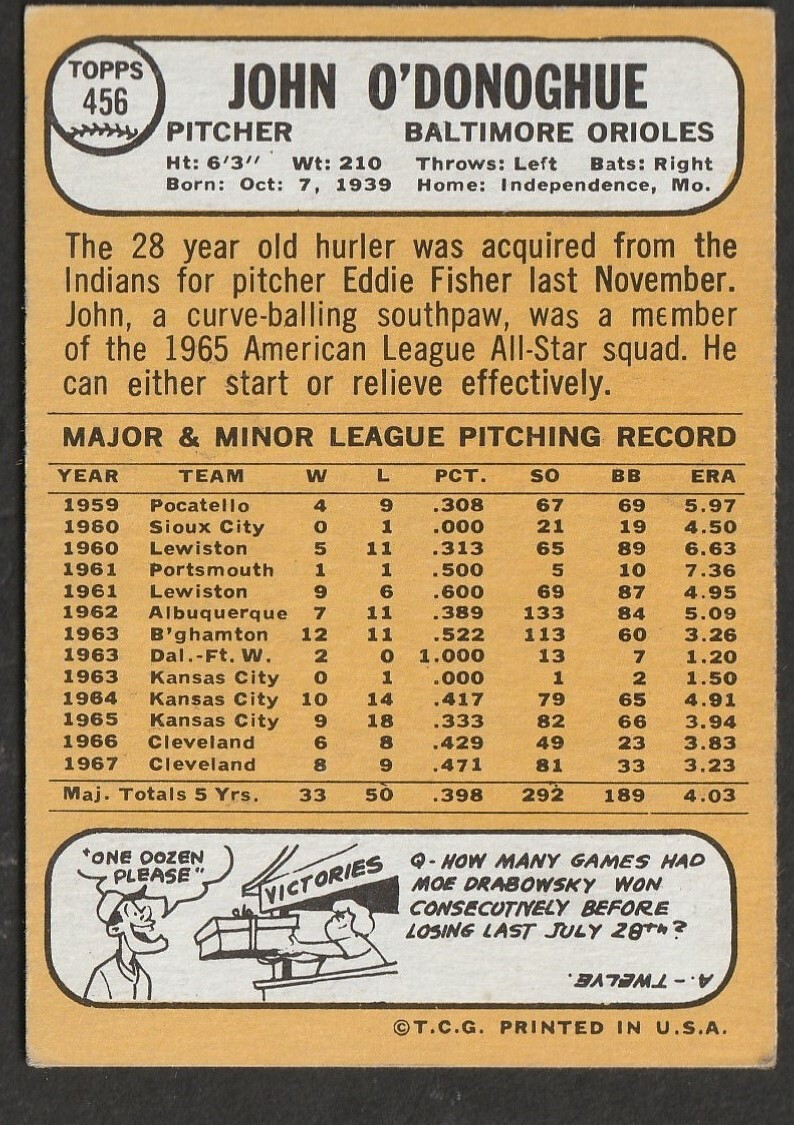 TOPPS
456
JOHN O'DONOGHUE
PITCHER BALTIMORE ORIOLES
Ht: 6'3" Wt: 210 Throws: Left Bats: Right
Born: Oct: 7, 1939 Home: Independence, Mo.
The 28 year old hurler was acquired from the
Indians for pitcher Eddie Fisher last November.
John, a curve-balling southpaw, was a member
of the 1965 American League All-Star squad. He
can either start or relieve effectively.
MAJOR & MINOR LEAGUE PITCHING RECORD
YEAR TEAM W L PCT. SO BB ERA
1959 Pocatello 4 9 .308 67 69 5.97
1960 Sioux City 0 1 .000 21 19 4.50
1960 Lewiston 5 11 .313 65 89 6.63
1961 Portsmouth 1 1 .500 5 10 7.36
1961 Lewiston 9 6 .600 69 87 4.95
1962 Albuquerque 7 11 .389 133 84 5.09
1963 B'ghamton 12 11 .522 113 60 3.26
1963 Dal.-Ft. W. 2 0 1.000 13 7 1.20
1963 Kansas City 0 1 .000 1 2 1.50
1964 Kansas City 10 14 .417 79 65 4.91
1965 Kansas City 9 18 .333 82 66 3.94
1966 Cleveland 6 8 .429 49 23 3.83
1967 Cleveland 8 9 .471 81 33 3.23
Maj. Totals 5 Yrs. 33 50 .398 292 189 4.03
"ONE DOZEN
PLEASE"
VICTORIES
Q-HOW MANY GAMES HAD
MOE DRABOWSKY WON
CONSECUTIVELY BEFORE
LOSING LAST JULY 28th?
A.-TWELVE.
©T.C.G. PRINTED IN U.S.A.